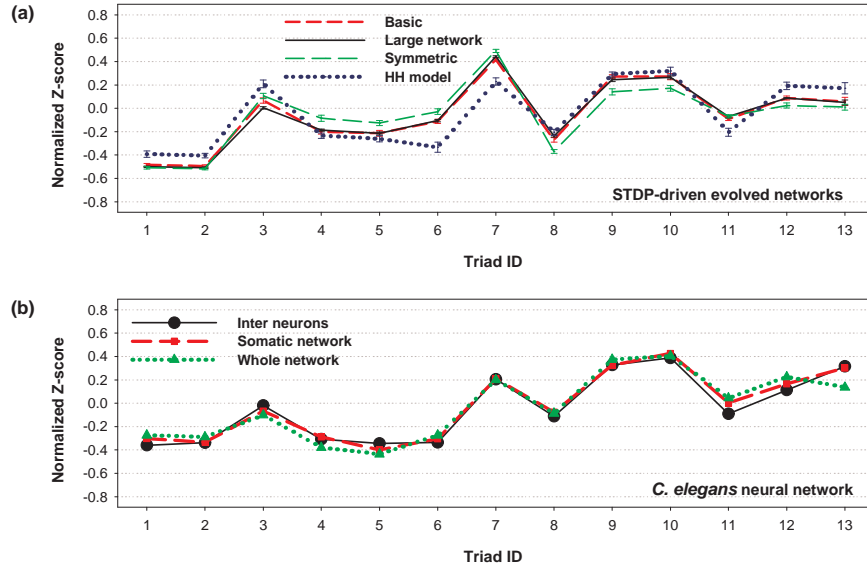 (a)
0.8
0.6
0.4
0.2
0.0
-0.2
-0.4
-0.6
-0.8
Normalized Z-score
Basic
Large network
Symmetric
HH model
STDP-driven evolved networks
1 2 3 4 5 6 7 8 9 10 11 12 13
Triad ID
(b)
0.8
0.6
0.4
0.2
0.0
-0.2
-0.4
-0.6
-0.8
Normalized Z-score
Inter neurons
Somatic network
Whole network
C. elegans neural network
1 2 3 4 5 6 7 8 9 10 11 12 13
Triad ID